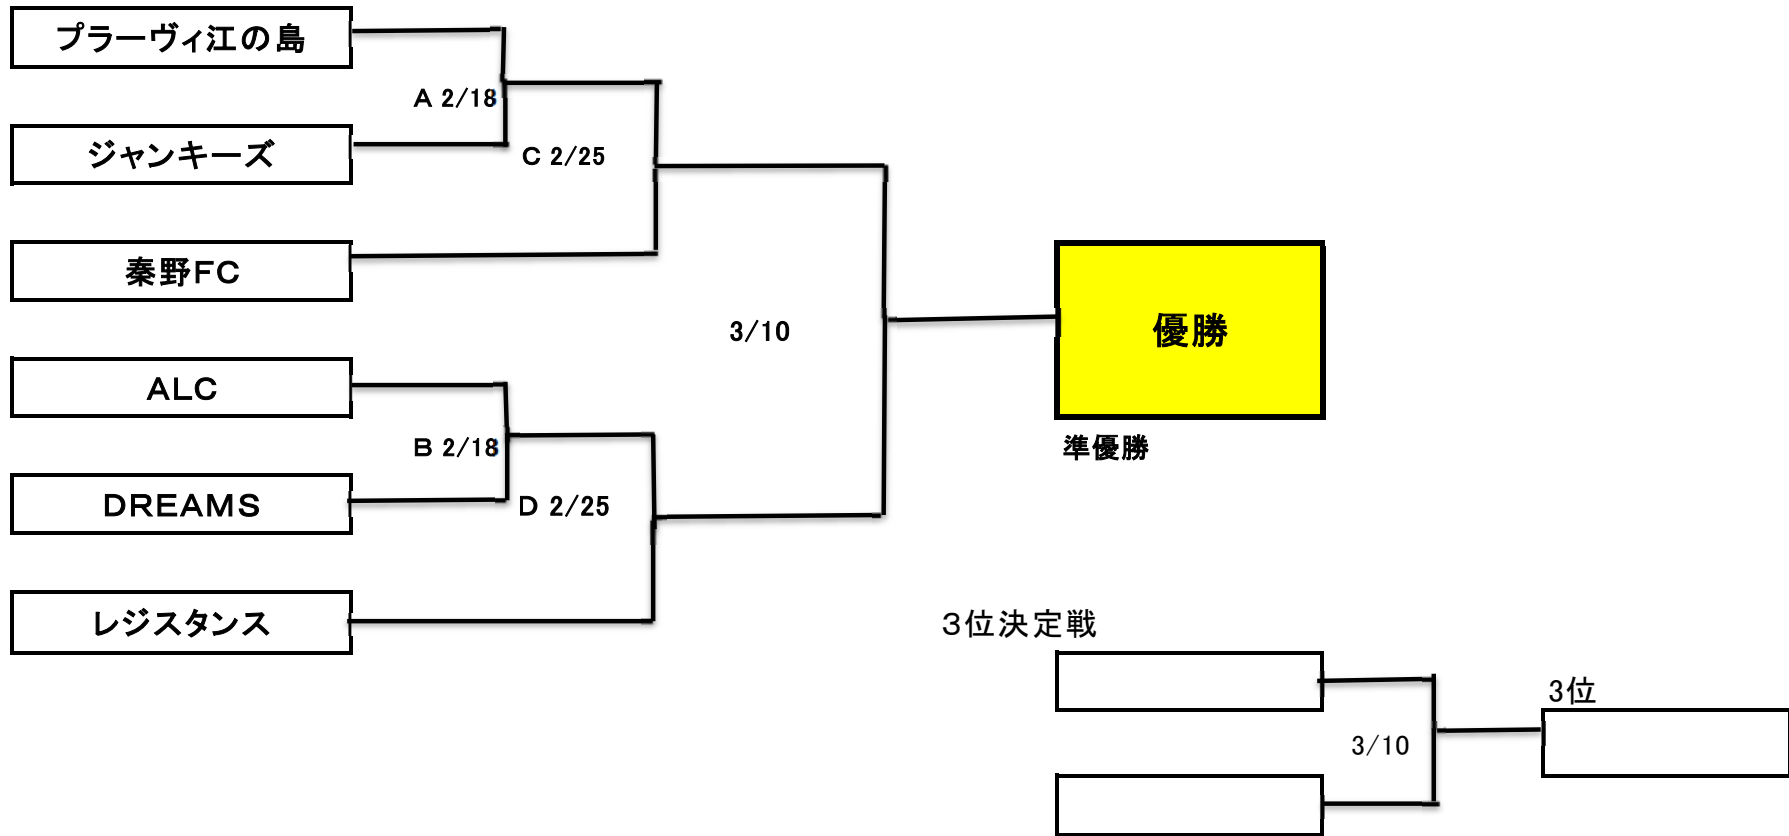 プラーヴィ江の島
A 2/18
ジャンキーズ
C 2/25
秦野FC
3/10
優勝
ALC
B 2/18
準優勝
DREAMS
D 2/25
レジスタンス
３位決定戦
3位
3/10